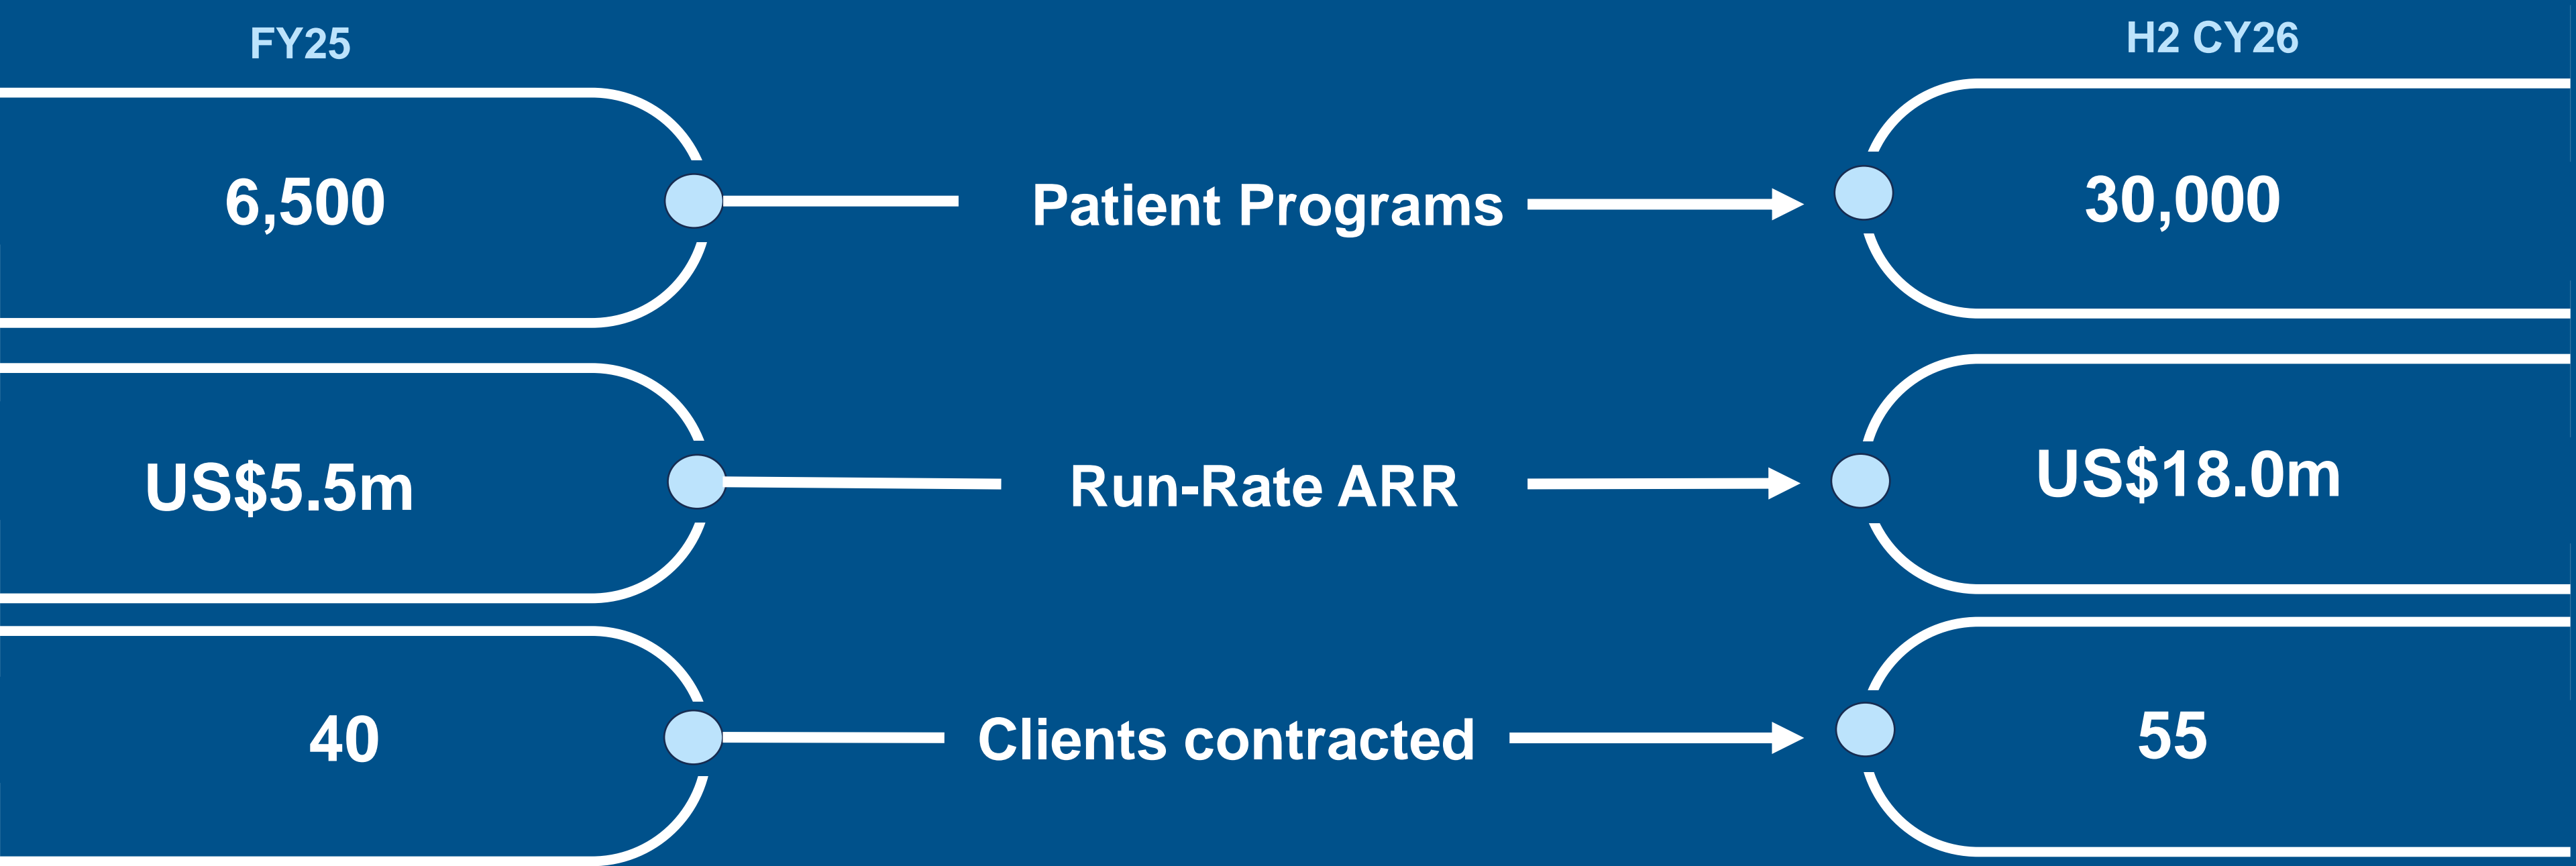 FY25
H2 CY26
6,500
Patient Programs
30,000
US$5.5m
Run-Rate ARR
US$18.0m
40
Clients contracted
55